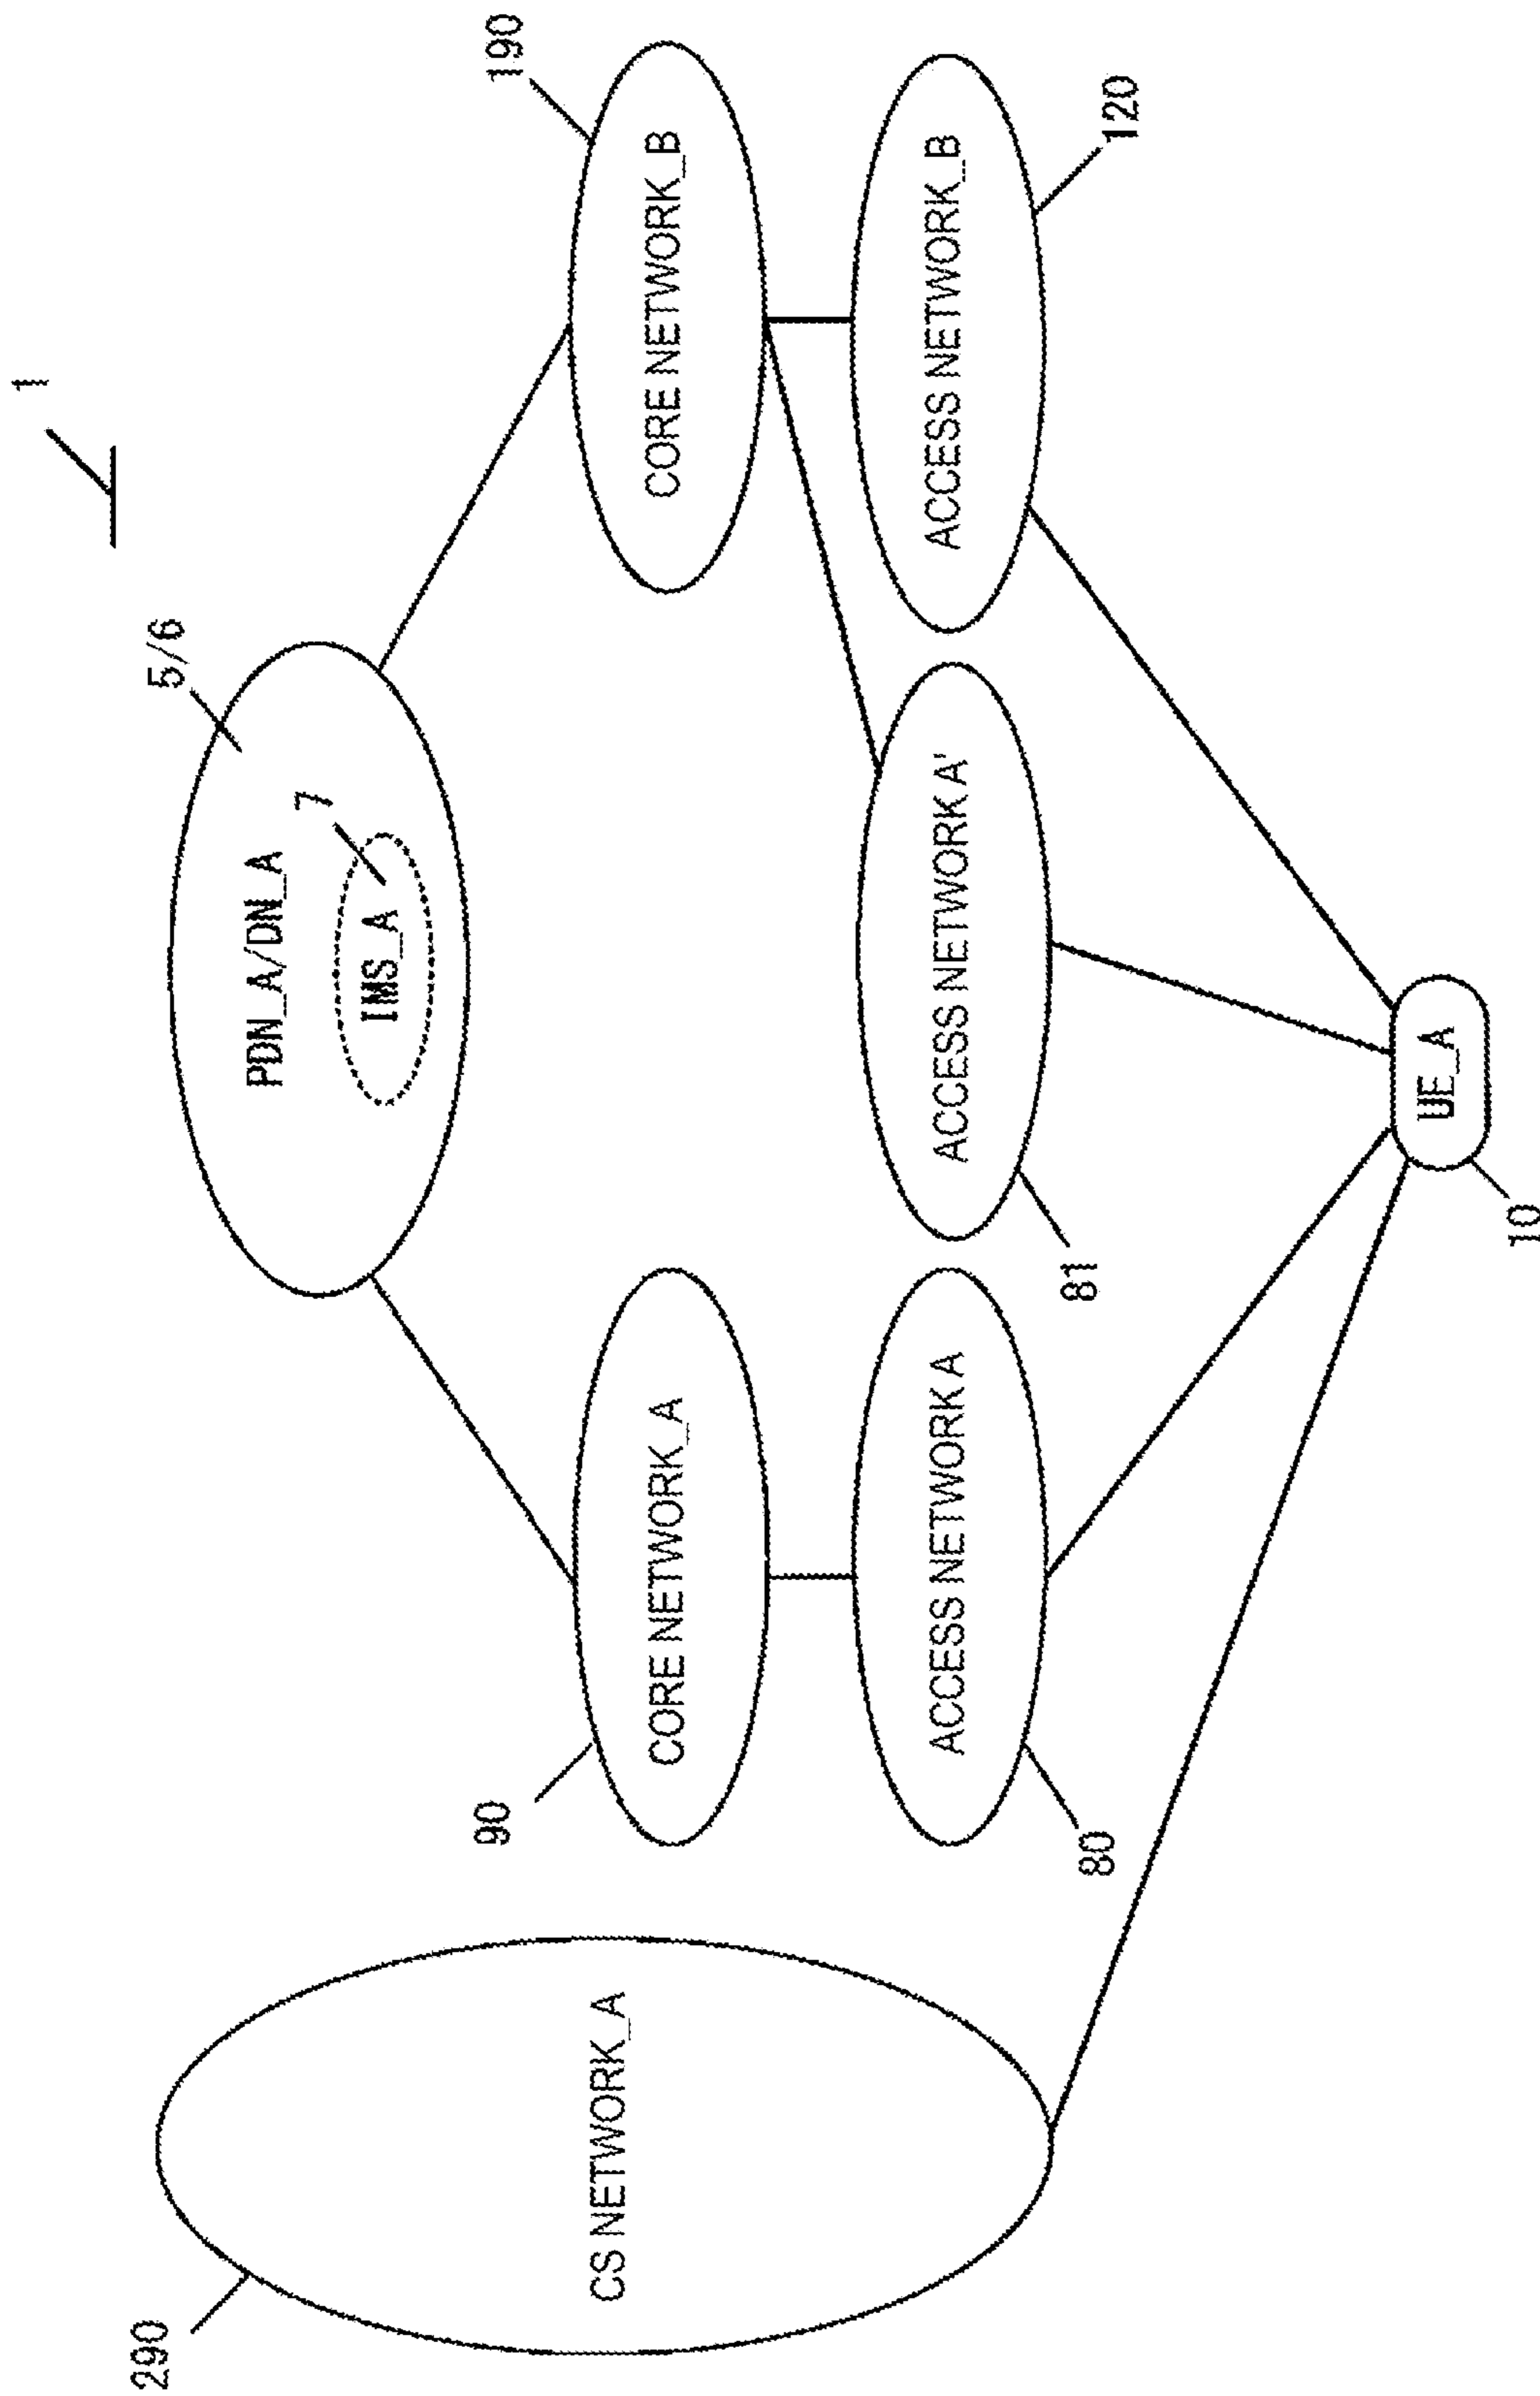 1
5/6
PDN_A/DN_A
7
IMS_A
290
CS NETWORK_A
90
CORE NETWORK_A
190
CORE NETWORK_B
ACCESS NETWORK A
80
ACCESS NETWORK A'
81
ACCESS NETWORK_B
120
UE_A
10